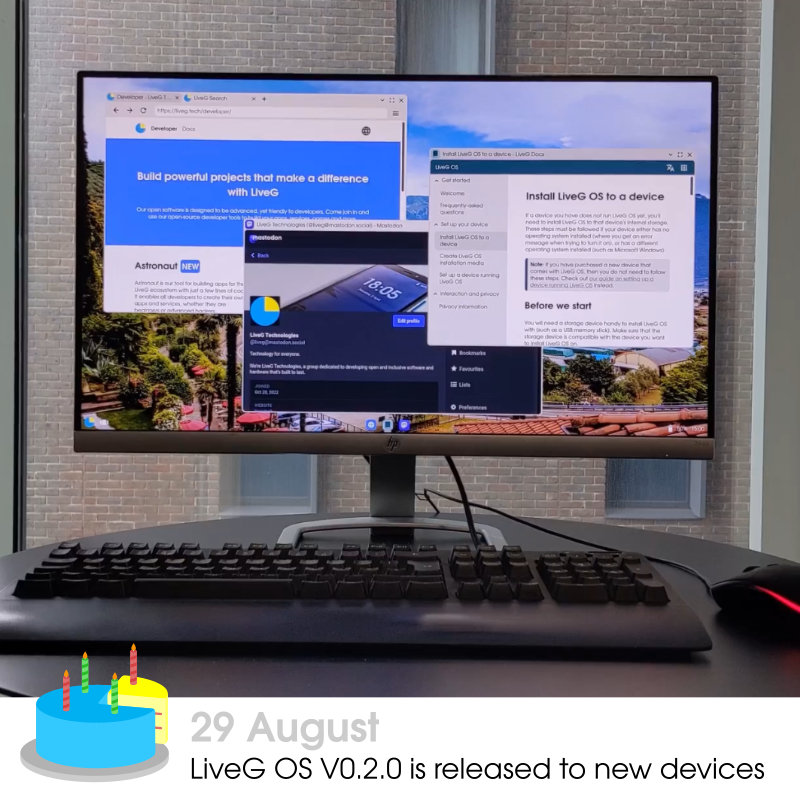 Developer - LiveG T...
LiveG Search
https://liveg.tech/developer/
Developer Docs
Build powerful projects that make a difference
with LiveG
Our open software is designed to be advanced, yet friendly to developers. Come join in and
use our open-source developer tools to
Astronaut NEW
Astronaut is our tool for building apps for the
LiveG ecosystem with just a few lines of
It enables all developers to create their own
apps and services, whether they are
beginners or advanced
LiveG Technologies (@liveg@mastodon.social) - Mastodon
mastodon
Back
18:05
Edit profile
LiveG Technologies
@liveg@mastodon.social
Technology for everyone.
We're LiveG Technologies, a group dedicated to developing open and inclusive software and
hardware that's built to last.
JOINED
Oct 28, 2022
WEBSITE
Bookmarks
Favourites
Lists
Preferences
Install LiveG OS to a device | LiveG Docs
LiveG OS
Get started
Welcome
Frequently-asked
questions
Set up your device
Install LiveG OS to a
device
Create LiveG OS
installation media
Set up a device running
LiveG OS
Interaction and privacy
Privacy information
Install LiveG OS to a device
If a device you have does not run LiveG OS yet, you'll
need to install LiveG OS to that device's internal storage.
These steps must be followed if your device either has no
operating system installed (where you get an error
message when trying to turn it on), or has a different
operating system installed (such as Microsoft Windows).
Note: If you have purchased a new device that
comes with LiveG OS, then you do not need to follow
these steps. Check out our guide on setting up a
device running LiveG OS instead.
Before we start
You will need a storage device handy to install LiveG OS
with (such as a USB memory stick). Make sure that the
storage device is compatible with the device you want
to install LiveG OS on.
hp
29 August
LiveG OS V0.2.0 is released to new devices